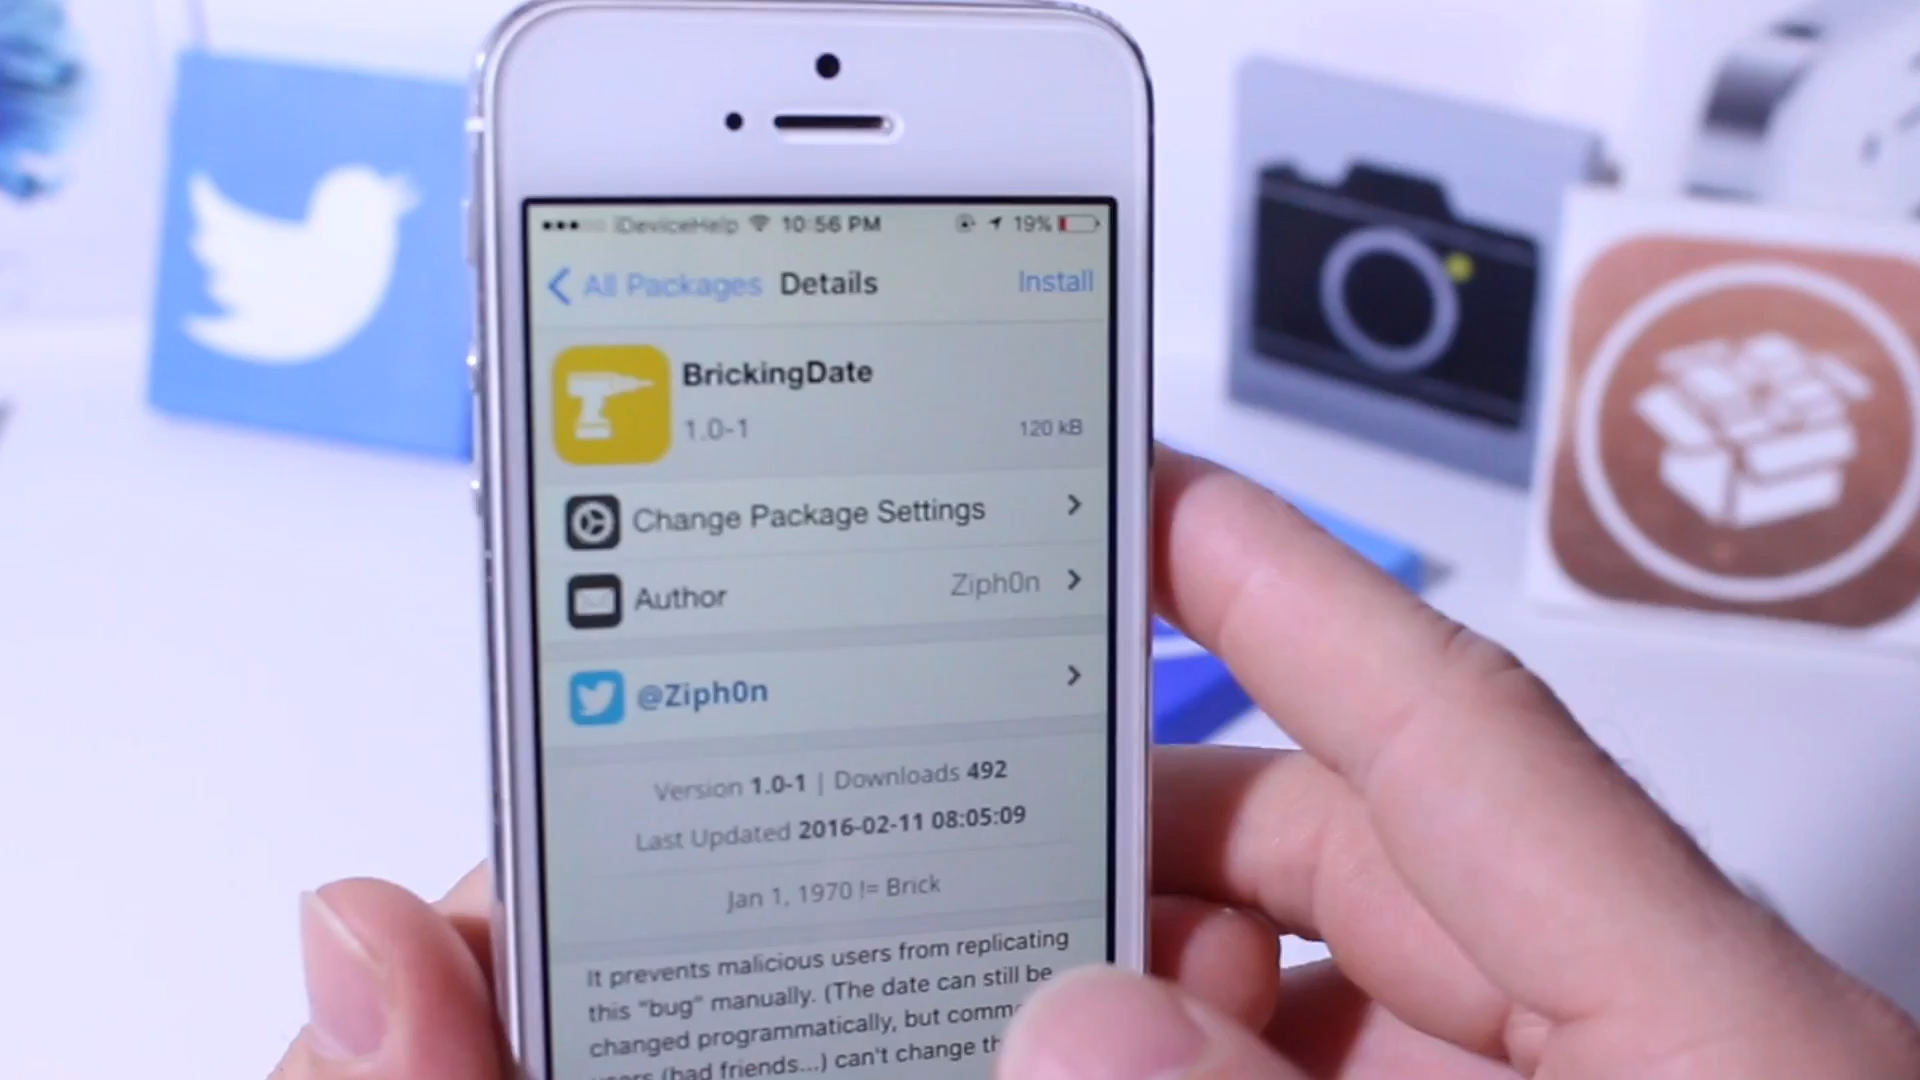 iDeviceHelp 10:56 PM 19%
All Packages Details Install
BrickingDate
1.0-1 120 kB
Change Package Settings
Author Ziph0n
@Ziph0n
Version 1.0-1 | Downloads 492
Last Updated 2016-02-11 08:05:09
Jan 1, 1970 != Brick
It prevents malicious users from replicating
this "bug" manually. (The date can still be
changed programmatically, but comm
users (bad friends...) can't change th